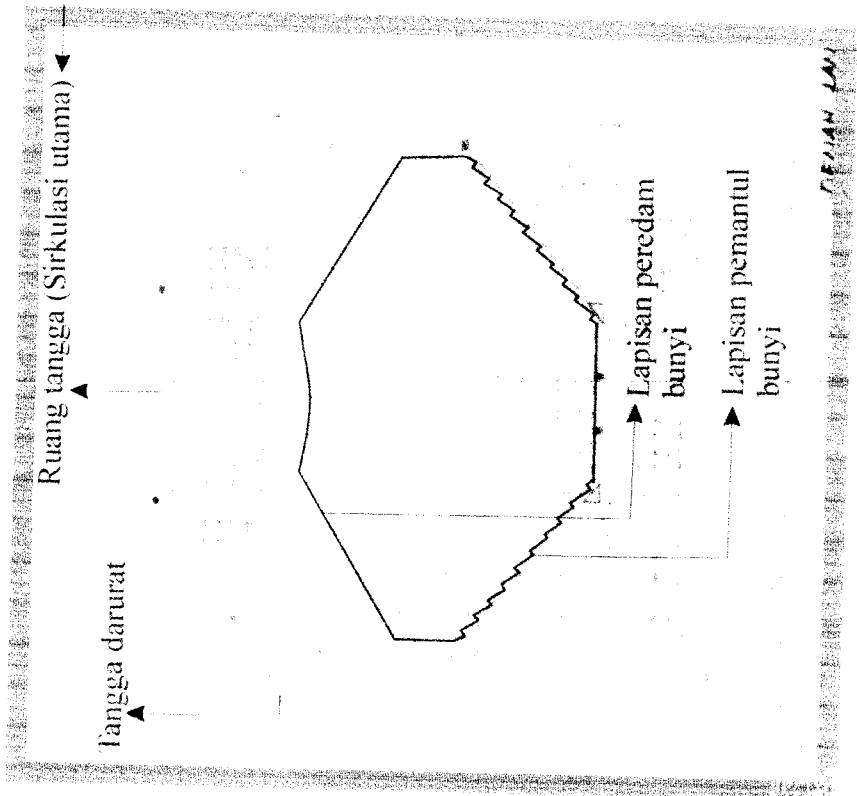 Ruang tangga (Sirkulasi utama)
Tangga darurat
Lapisan peredam
bunyi
Lapisan pemantul
bunyi